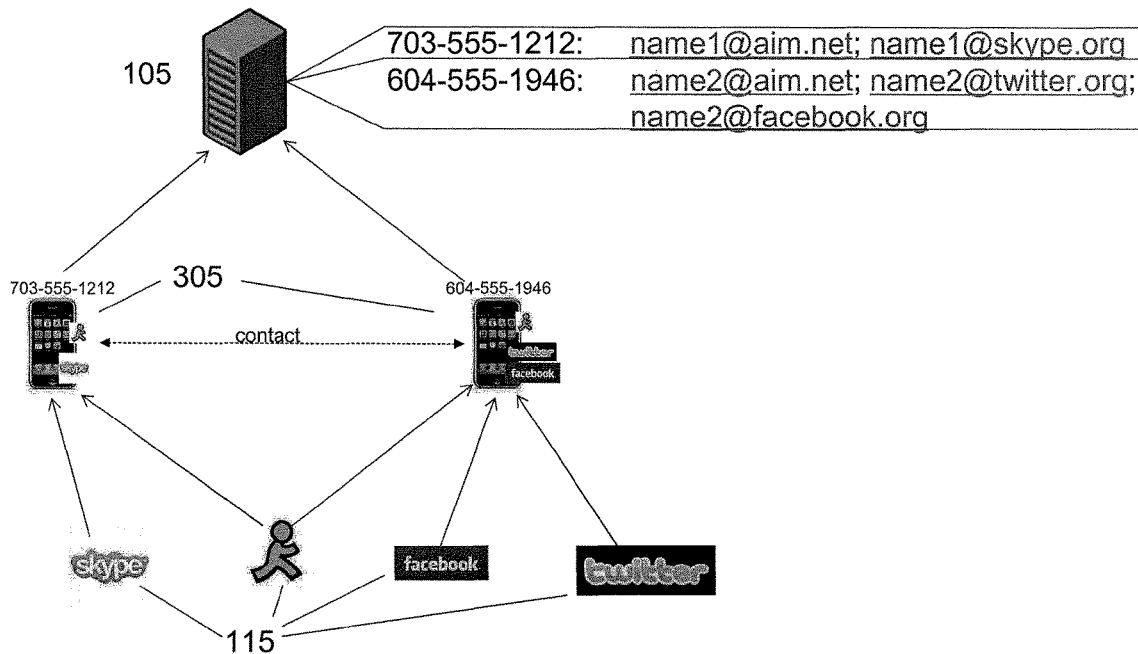 703-555-1212: name1@aim.net; name1@skype.org
105
604-555-1946: name2@aim.net; name2@twitter.org;
name2@facebook.org
305
703-555-1212
604-555-1946
contact
skype
twitter
facebook
skype
facebook
twitter
115